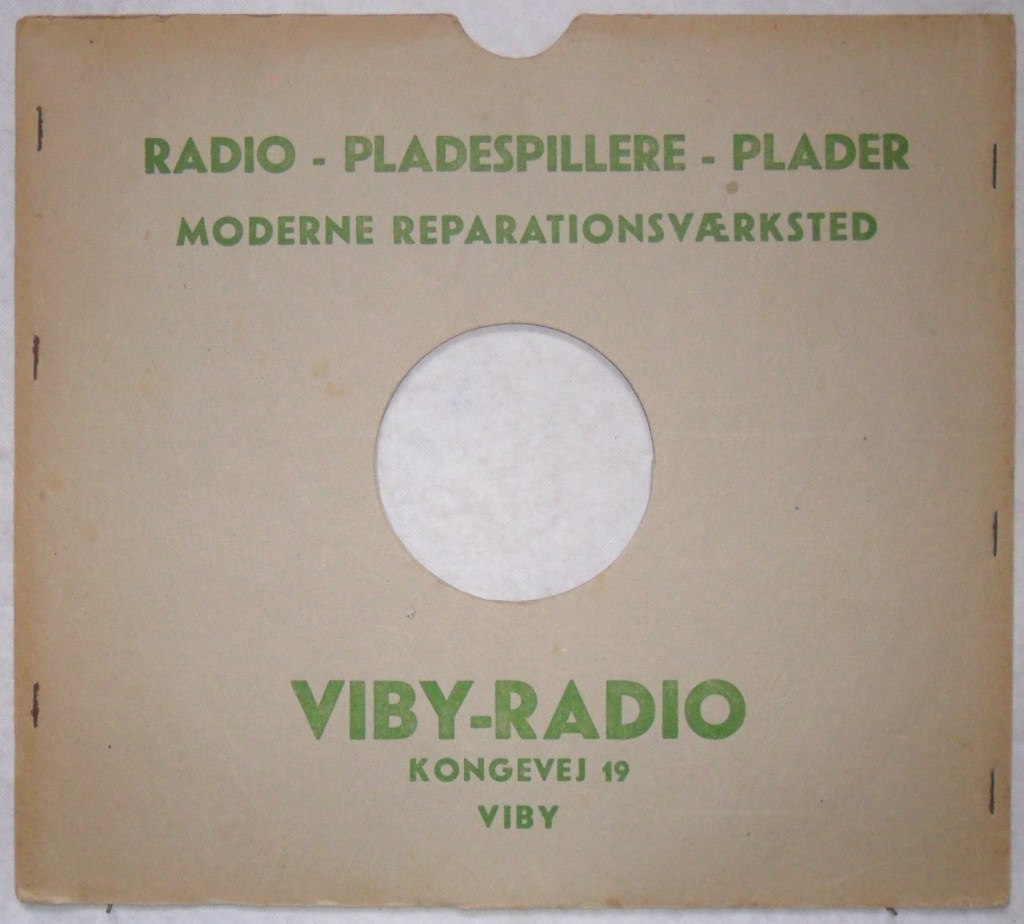 RADIO - PLADESPILLERE - PLADER
MODERNE REPARATIONSVÆRKSTED
VIBY-RADIO
KONGEVEJ 19
VIBY